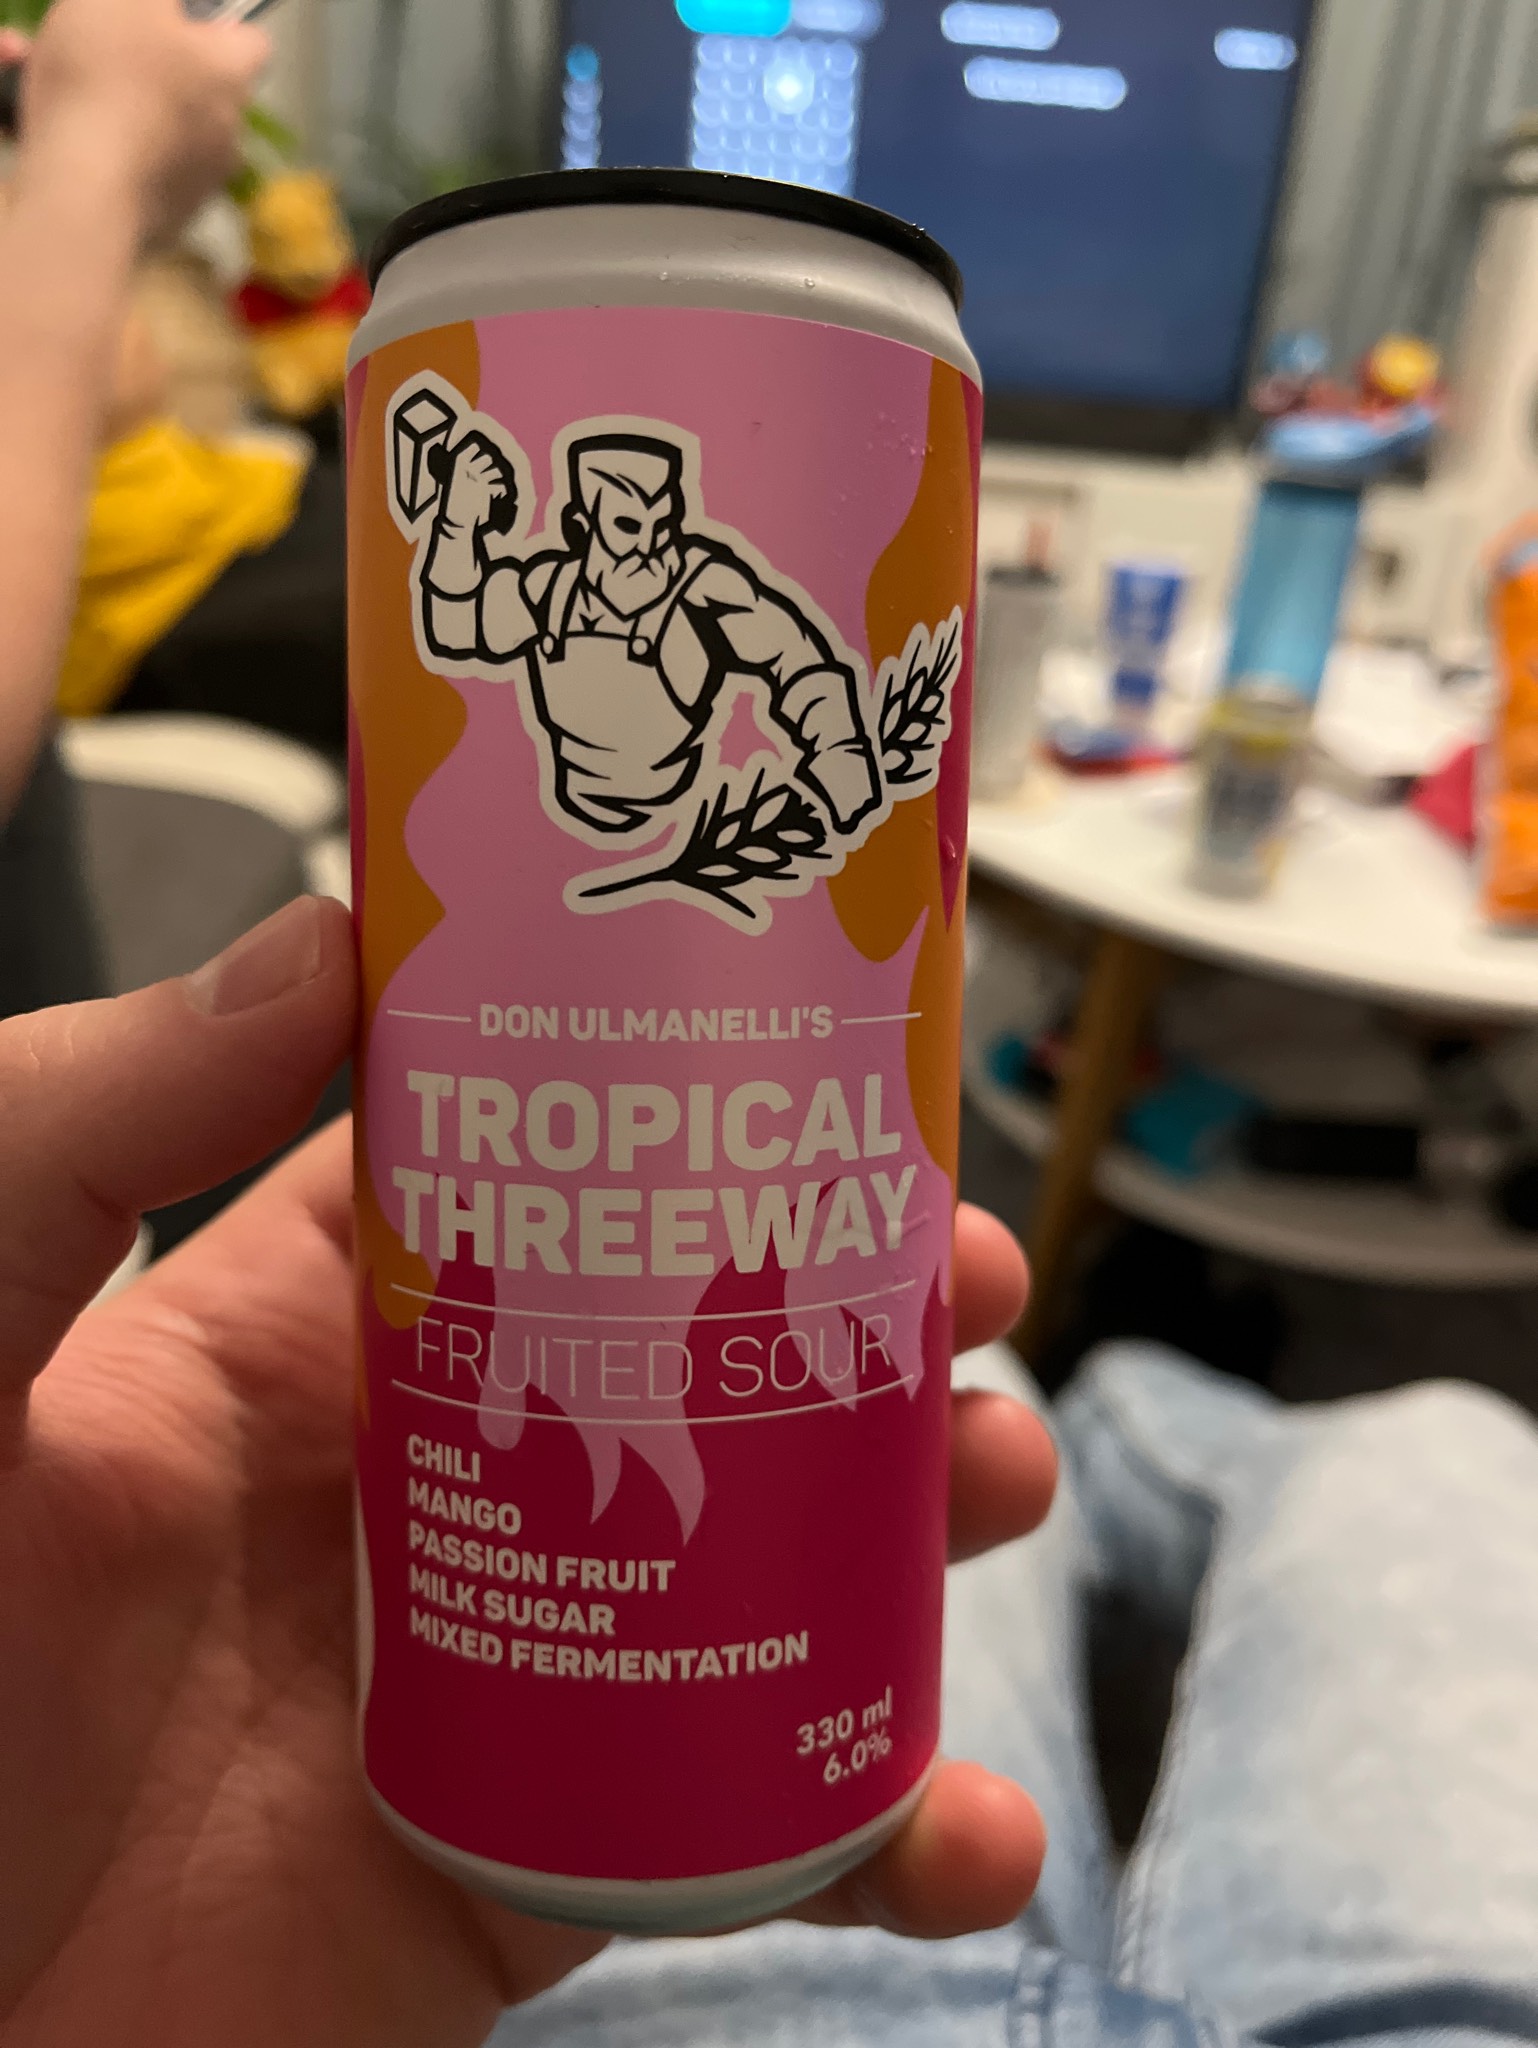 DON ULMANELLI'S
TROPICAL
THREEWAY
FRUITED SOUR
CHILI
MANGO
PASSION FRUIT
MILK SUGAR
MIXED FERMENTATION
330 ml
6.0%